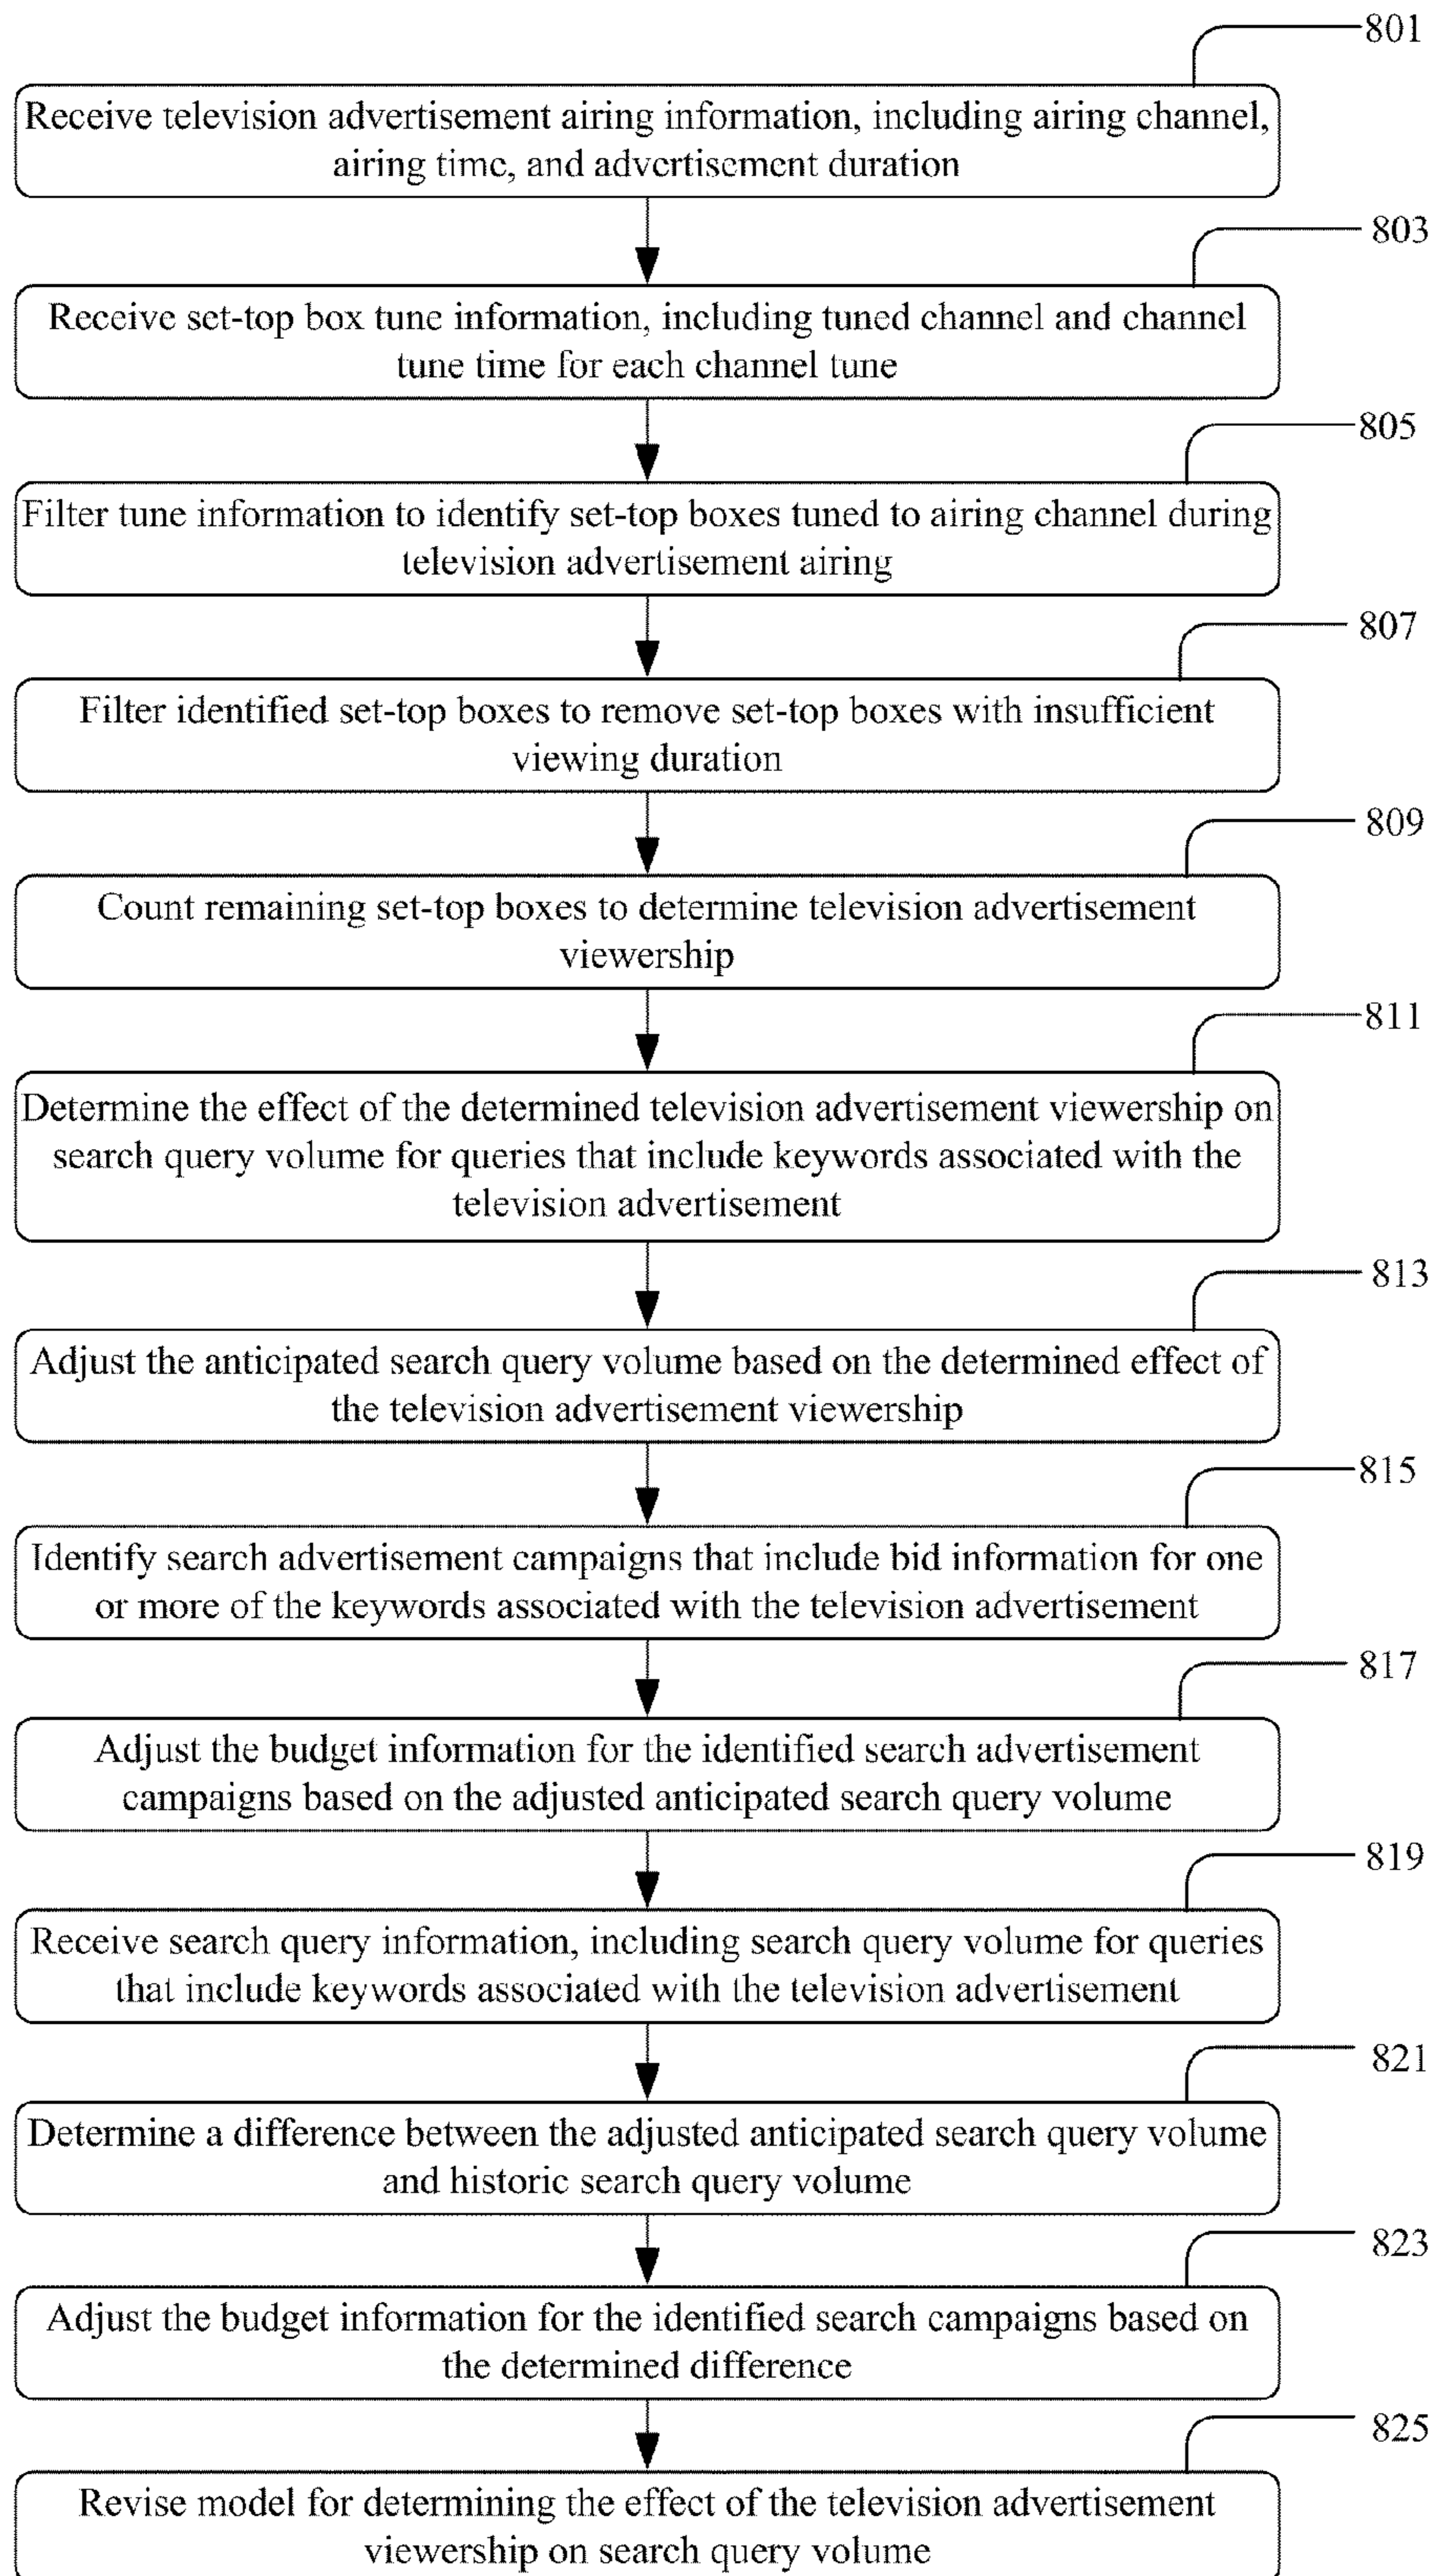 801
Receive television advertisement airing information, including airing channel,
airing time, and advertisement duration
803
Receive set-top box tune information, including tuned channel and channel
tune time for each channel tune
805
Filter tune information to identify set-top boxes tuned to airing channel during
television advertisement airing
807
Filter identified set-top boxes to remove set-top boxes with insufficient
viewing duration
809
Count remaining set-top boxes to determine television advertisement
viewership
811
Determine the effect of the determined television advertisement viewership on
search query volume for queries that include keywords associated with the
television advertisement
813
Adjust the anticipated search query volume based on the determined effect of
the television advertisement viewership
815
Identify search advertisement campaigns that include bid information for one
or more of the keywords associated with the television advertisement
817
Adjust the budget information for the identified search advertisement
campaigns based on the adjusted anticipated search query volume
819
Receive search query information, including search query volume for queries
that include keywords associated with the television advertisement
821
Determine a difference between the adjusted anticipated search query volume
and historic search query volume
823
Adjust the budget information for the identified search campaigns based on
the determined difference
825
Revise model for determining the effect of the television advertisement
viewership on search query volume